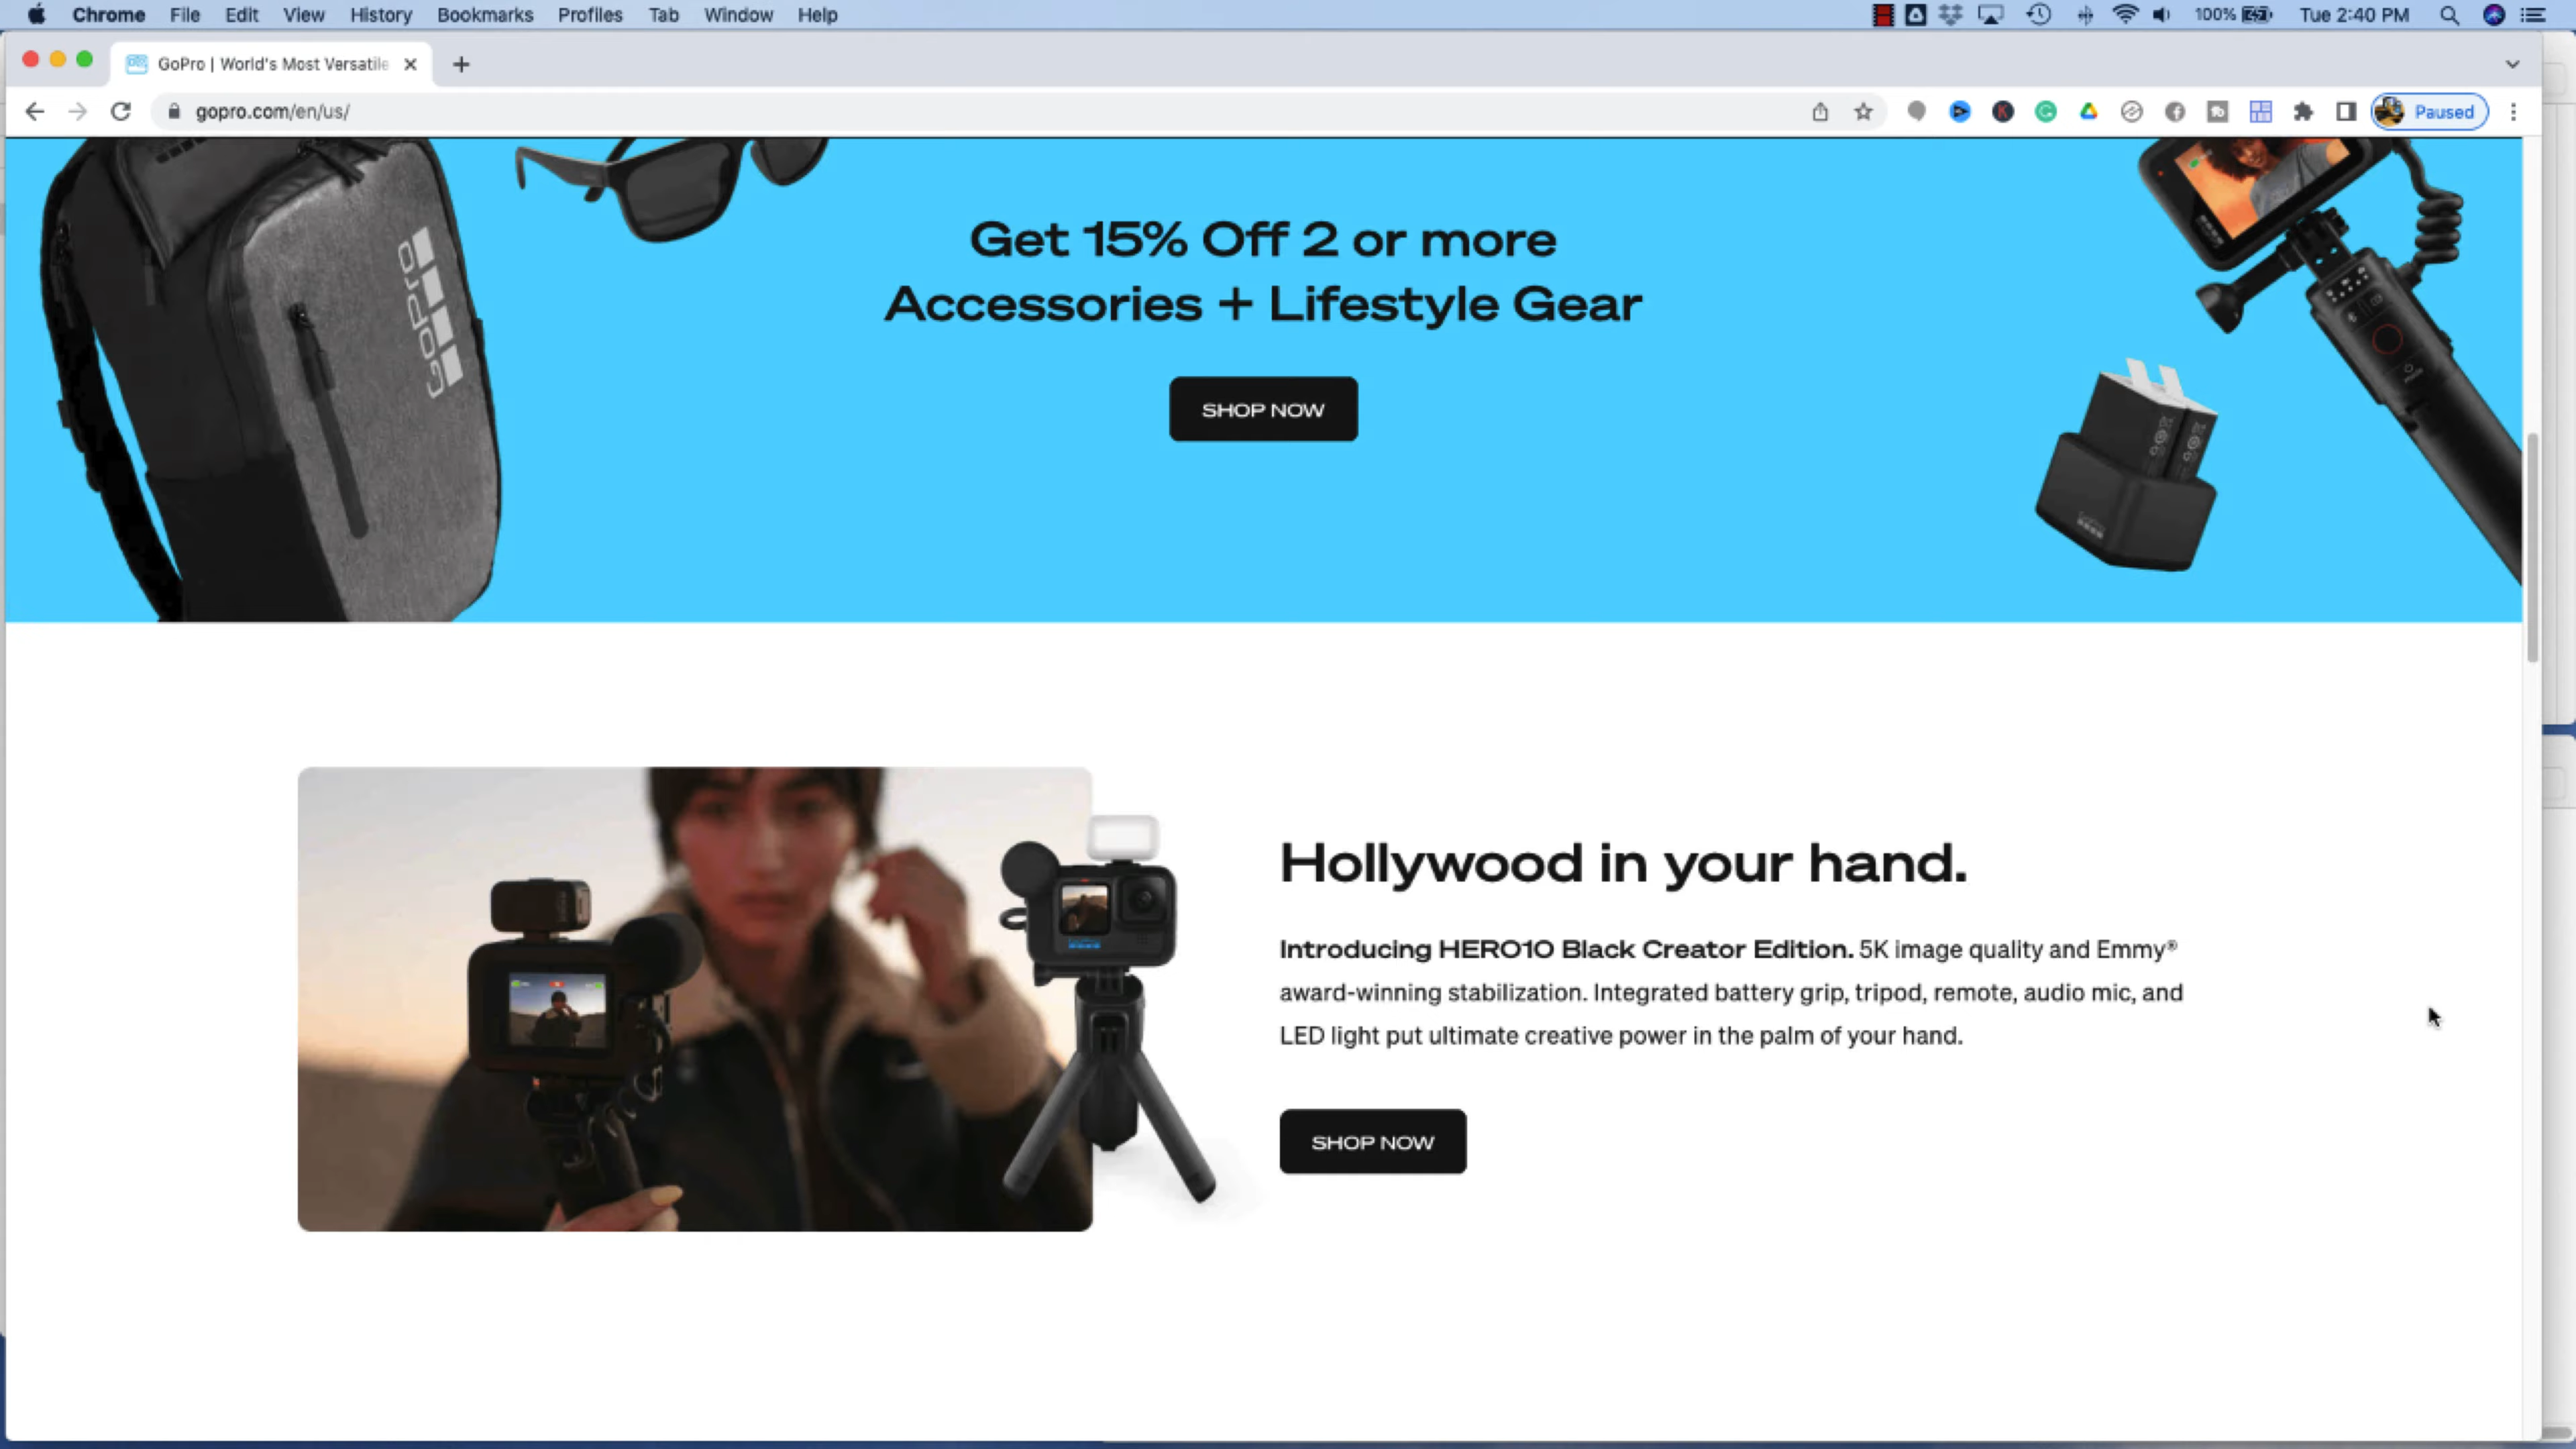 Chrome File Edit View History Bookmarks Profiles Tab Window Help 100% Tue 2:40 PM
GoPro | World's Most Versatile
gopro.com/en/us/ Paused
GoPro
Get 15% Off 2 or more
Accessories + Lifestyle Gear
SHOP NOW
Hollywood in your hand.
Introducing HERO10 Black Creator Edition. 5K image quality and Emmy®
award-winning stabilization. Integrated battery grip, tripod, remote, audio mic, and
LED light put ultimate creative power in the palm of your hand.
SHOP NOW